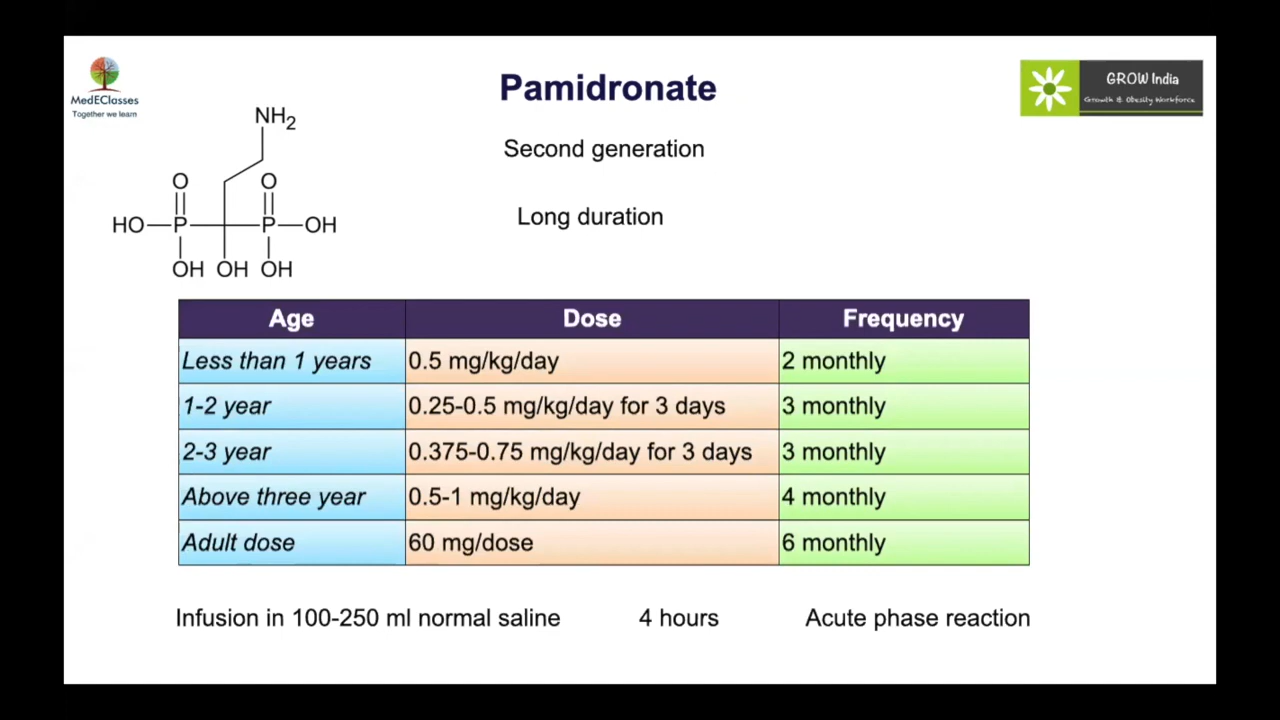 MedEClasses
Together we learn
Pamidronate
GROW India
Growth & Obesity Workforce
Second generation
Long duration
NH2
O O
HO P P OH
OH OH OH
Age Dose Frequency
Less than 1 years 0.5 mg/kg/day 2 monthly
1-2 year 0.25-0.5 mg/kg/day for 3 days 3 monthly
2-3 year 0.375-0.75 mg/kg/day for 3 days 3 monthly
Above three year 0.5-1 mg/kg/day 4 monthly
Adult dose 60 mg/dose 6 monthly
Infusion in 100-250 ml normal saline 4 hours Acute phase reaction